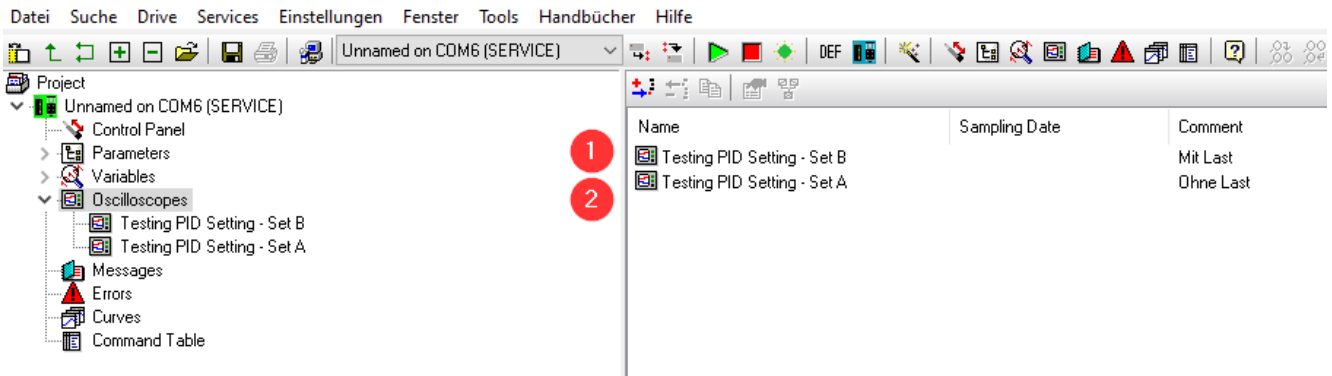 Datei Suche Drive Services Einstellungen Fenster Tools Handbücher Hilfe
Unnamed on COM6 (SERVICE) DEF
Project
Unnamed on COM6 (SERVICE)
Control Panel
Parameters
Variables
Oscilloscopes
Testing PID Setting - Set B
Testing PID Setting - Set A
Messages
Errors
Curves
Command Table
Name Sampling Date Comment
1 Testing PID Setting - Set B Mit Last
2 Testing PID Setting - Set A Ohne Last